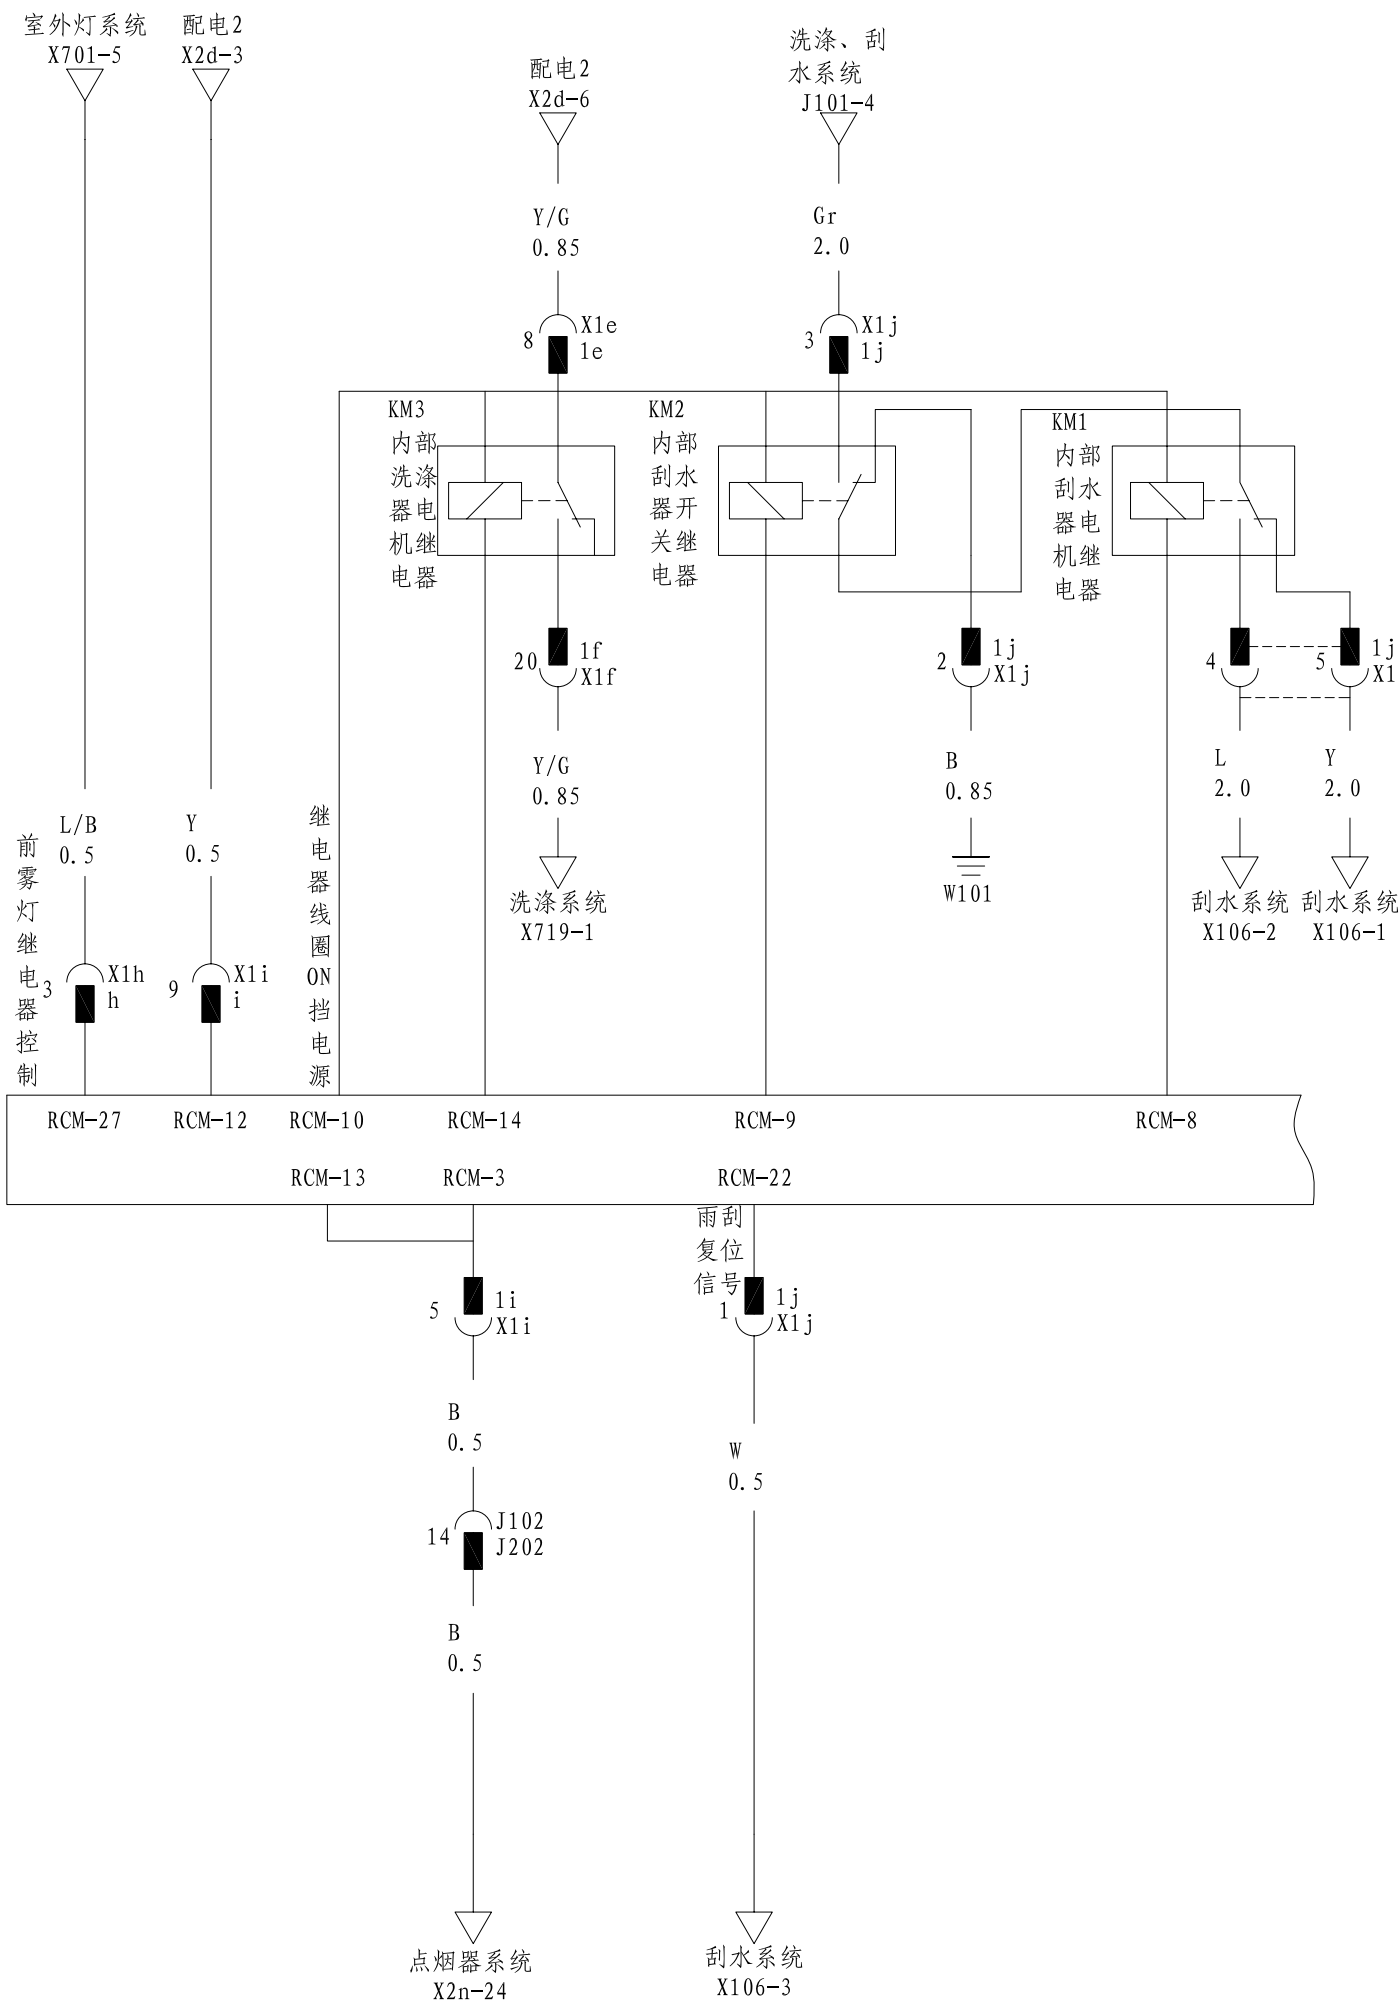 室外灯系统
X701-5
配电2
X2d-3
配电2
X2d-6
洗涤、刮
水系统
J101-4
Y/G
0.85
Gr
2.0
8
X1e
1e
3
X1j
1j
KM3
内部
洗涤
器电
机继
电器
KM2
内部
刮水
器开
关继
电器
KM1
内部
刮水
器电
机继
电器
20
1f
X1f
2
1j
X1j
4
5
1j
X1
Y/G
0.85
B
0.85
L
2.0
Y
2.0
前雾灯继电器控制
L/B
0.5
Y
0.5
继电器线圈ON挡电源
洗涤系统
X719-1
W101
刮水系统
X106-2
刮水系统
X106-1
3
X1h
h
9
X1i
i
RCM-27
RCM-12
RCM-10
RCM-14
RCM-9
RCM-8
RCM-13
RCM-3
RCM-22
雨刮
复位
信号
5
1i
X1i
1
1j
X1j
B
0.5
W
0.5
14
J102
J202
B
0.5
点烟器系统
X2n-24
刮水系统
X106-3